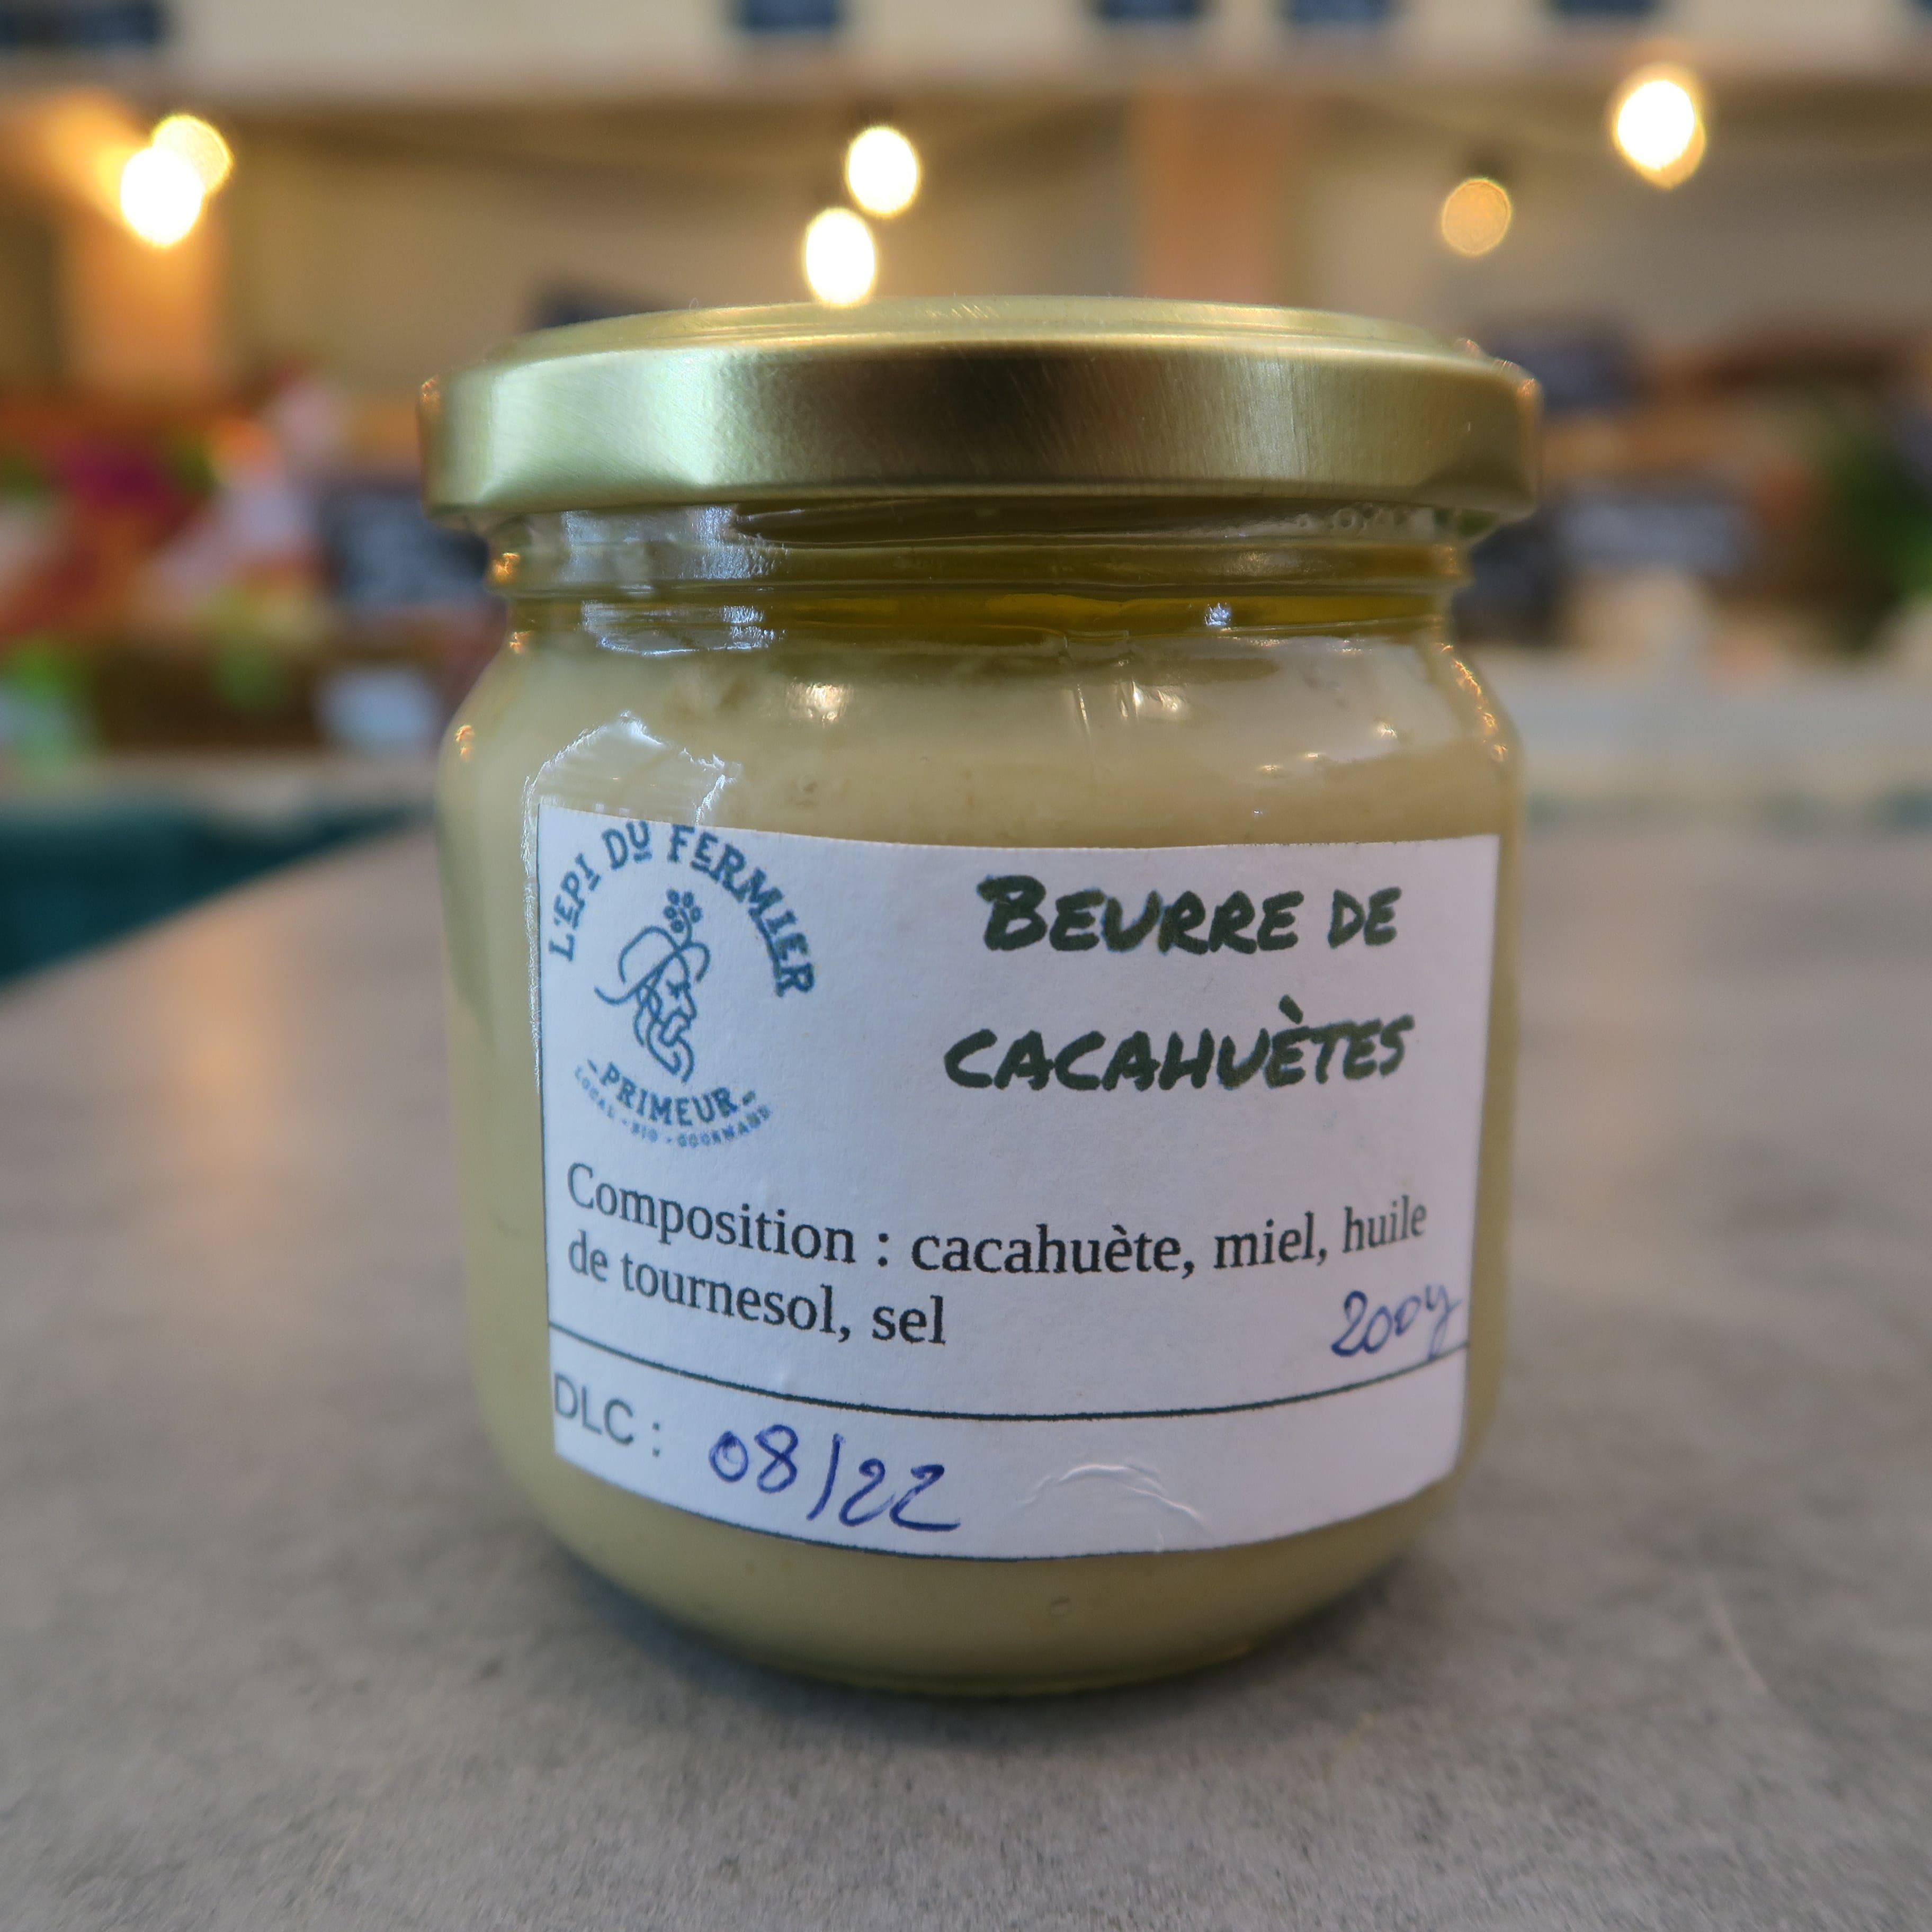 L'EPI DU FERMIER
- PRIMEUR -
LOCAL - BIO - GOURMAND
BEURRE DE
CACAHUÈTES
Composition : cacahuète, miel, huile
de tournesol, sel
200g
DLC : 08/22